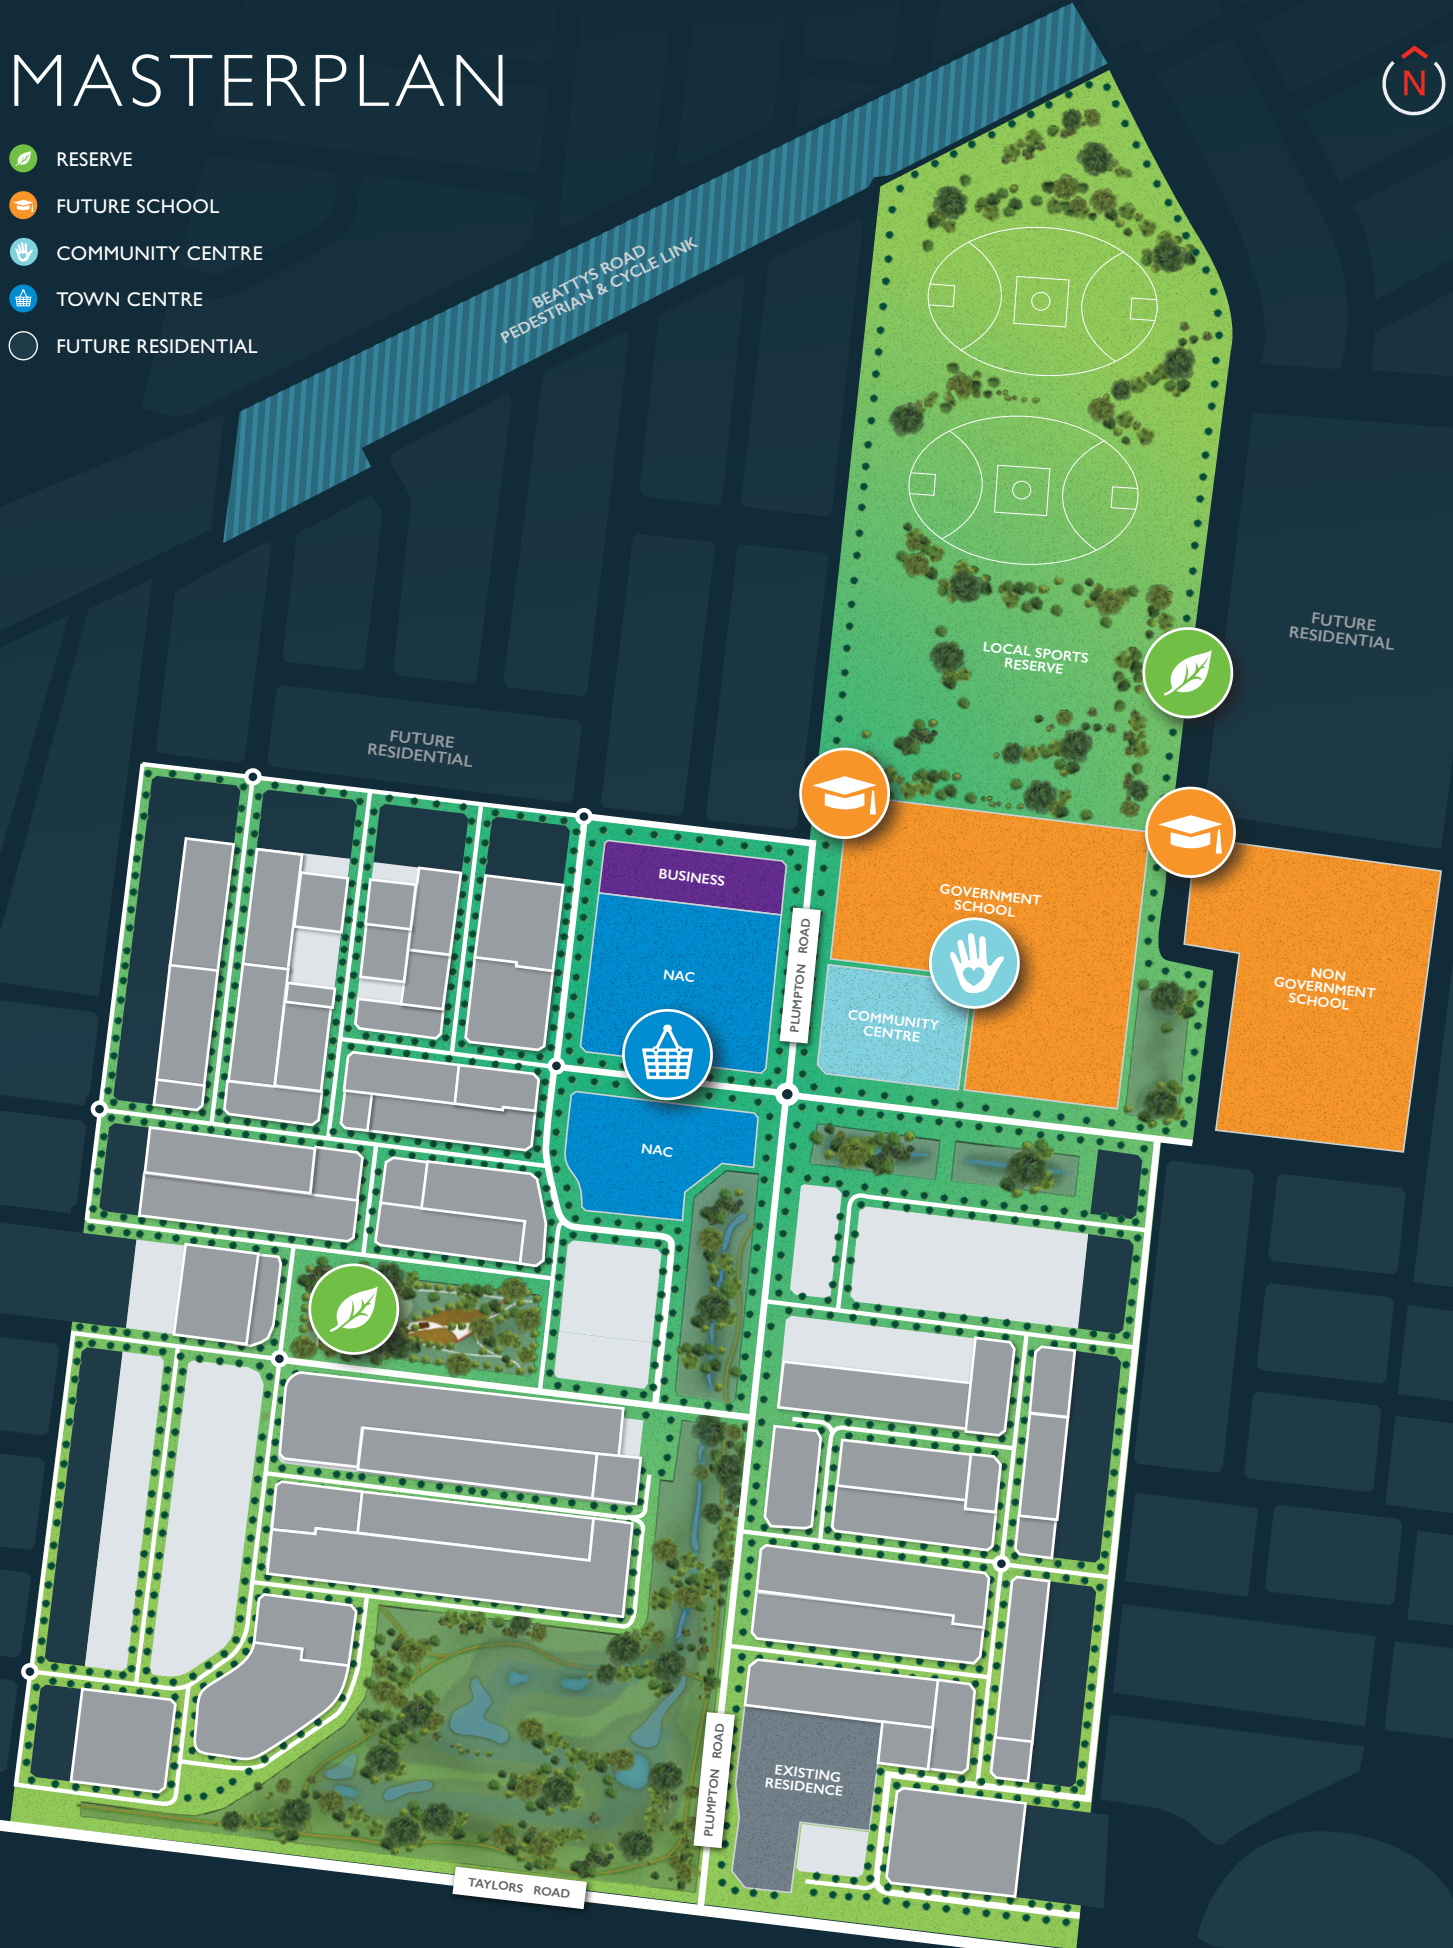 MASTERPLAN
N
RESERVE
FUTURE SCHOOL
COMMUNITY CENTRE
TOWN CENTRE
FUTURE RESIDENTIAL
BEATTYS ROAD
PEDESTRIAN & CYCLE LINK
FUTURE
RESIDENTIAL
LOCAL SPORTS
RESERVE
FUTURE
RESIDENTIAL
BUSINESS
GOVERNMENT
SCHOOL
NAC
PLUMPTON ROAD
NON
GOVERNMENT
SCHOOL
COMMUNITY
CENTRE
NAC
PLUMPTON ROAD
EXISTING
RESIDENCE
TAYLORS ROAD